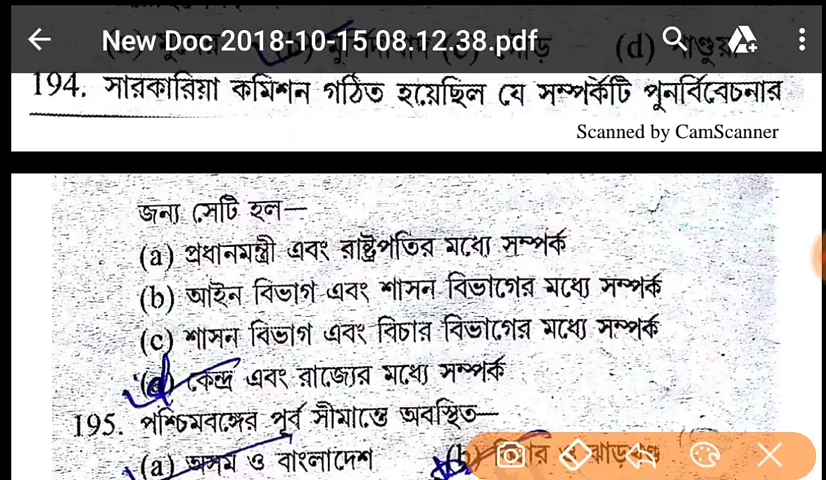 New Doc 2018-10-15 08.12.38.pdf
(d) পাণ্ডুয়া
194. সারকারিয়া কমিশন গঠিত হয়েছিল যে সম্পর্কটি পুনর্বিবেচনার
Scanned by CamScanner
জন্য সেটি হল—
(a) প্রধানমন্ত্রী এবং রাষ্ট্রপতির মধ্যে সম্পর্ক
(b) আইন বিভাগ এবং শাসন বিভাগের মধ্যে সম্পর্ক
(c) শাসন বিভাগ এবং বিচার বিভাগের মধ্যে সম্পর্ক
(d) কেন্দ্র এবং রাজ্যের মধ্যে সম্পর্ক
195. পশ্চিমবঙ্গের পূর্ব সীমান্তে অবস্থিত—
(a) অসম ও বাংলাদেশ (b) বিহার ও ঝাড়খণ্ড